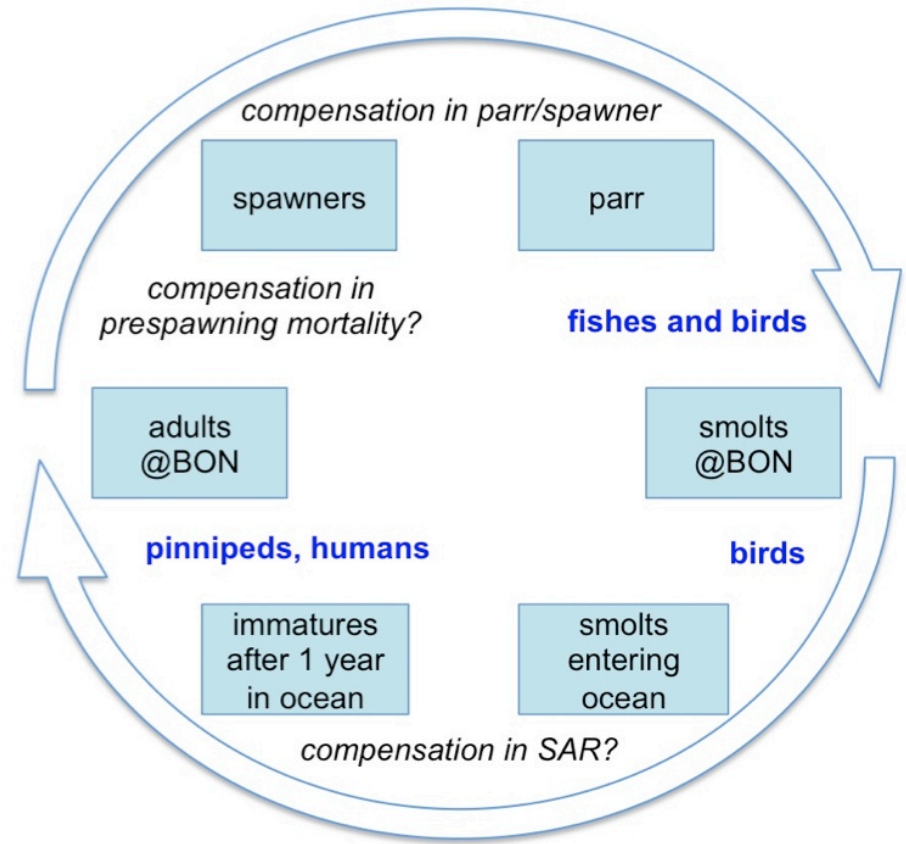 compensation in parr/spawner
spawners
parr
compensation in
prespawning mortality?
fishes and birds
adults
@BON
smolts
@BON
pinnipeds, humans
birds
immatures
after 1 year
in ocean
smolts
entering
ocean
compensation in SAR?